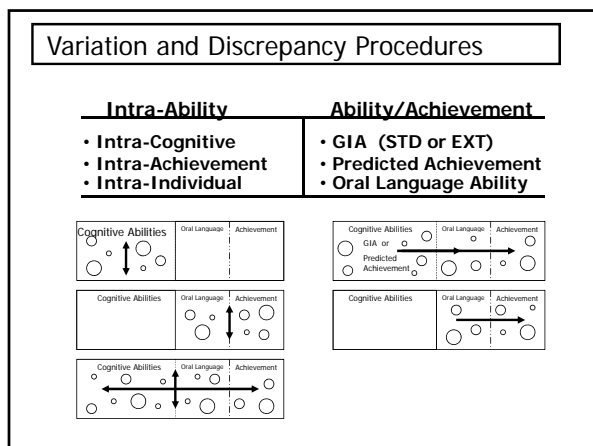 Variation and Discrepancy Procedures
Intra-Ability
Ability/Achievement
• Intra-Cognitive
• Intra-Achievement
• Intra-Individual
• GIA (STD or EXT)
• Predicted Achievement
• Oral Language Ability
Cognitive Abilities
Oral Language
Achievement
Cognitive Abilities
Oral Language
Achievement
Cognitive Abilities
Oral Language
Achievement
Cognitive Abilities
Oral Language
Achievement
GIA or
Predicted
Achievement
Cognitive Abilities
Oral Language
Achievement